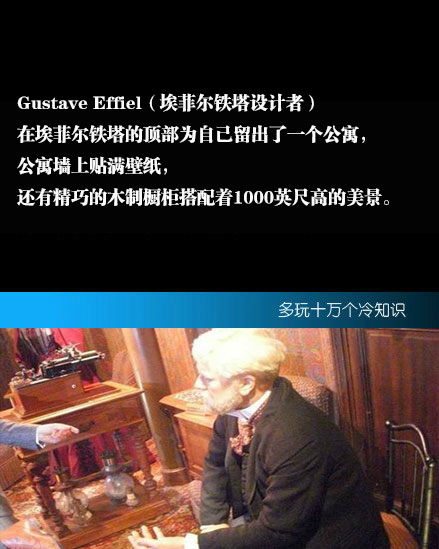 Gustave Effiel（埃菲尔铁塔设计者）
在埃菲尔铁塔的顶部为自己留出了一个公寓，
公寓墙上贴满壁纸，
还有精巧的木制橱柜搭配着1000英尺高的美景。
多玩十万个冷知识